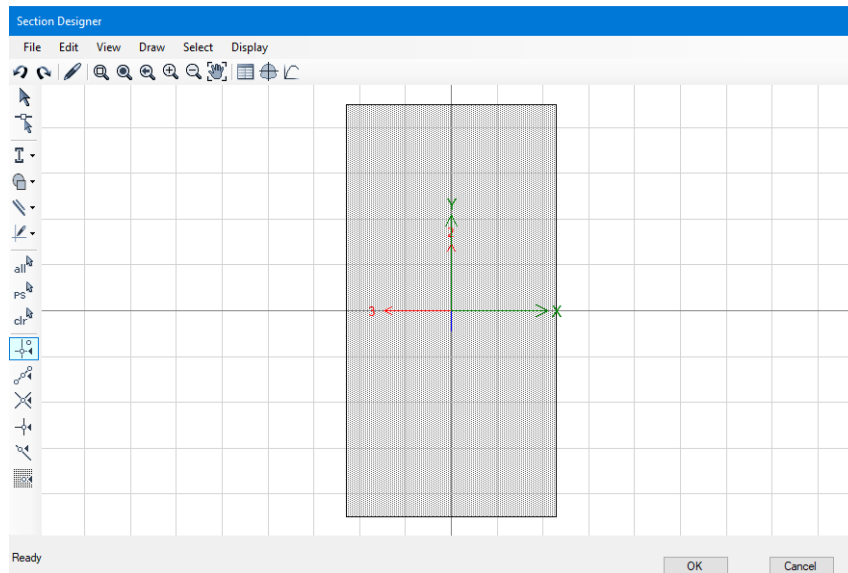 Section Designer
File Edit View Draw Select Display
all
PS
clr
Y
2
3
X
Ready
OK Cancel